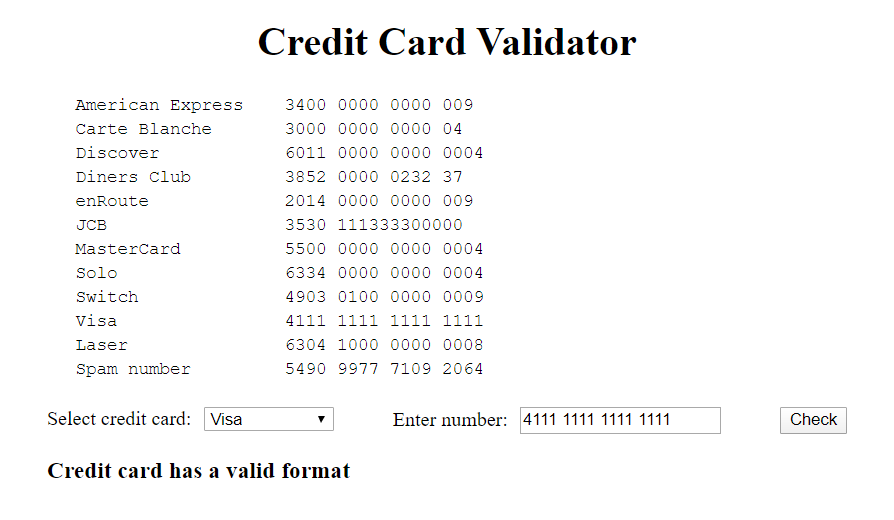 Credit Card Validator
American Express 3400 0000 0000 009
Carte Blanche 3000 0000 0000 04
Discover 6011 0000 0000 0004
Diners Club 3852 0000 0232 37
enRoute 2014 0000 0000 009
JCB 3530 111333300000
MasterCard 5500 0000 0000 0004
Solo 6334 0000 0000 0004
Switch 4903 0100 0000 0009
Visa 4111 1111 1111 1111
Laser 6304 1000 0000 0008
Spam number 5490 9977 7109 2064
Select credit card: Visa Enter number: 4111 1111 1111 1111 Check
Credit card has a valid format